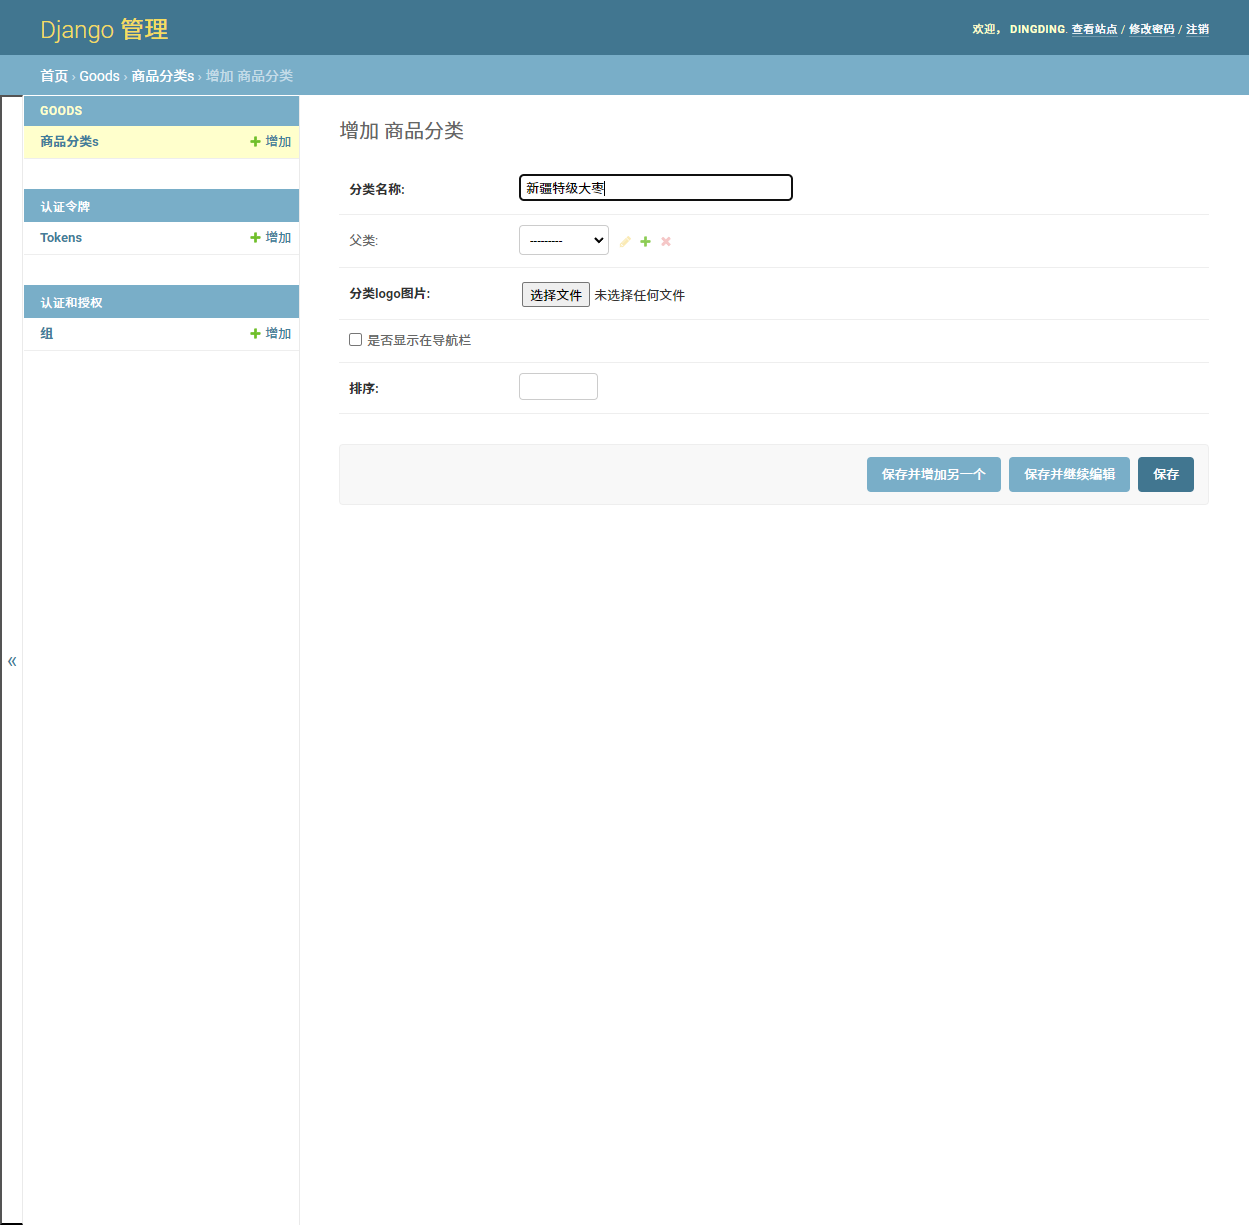 Django 管理
欢迎， DINGDING. 查看站点 / 修改密码 / 注销
首页 › Goods › 商品分类s › 增加 商品分类
GOODS
商品分类s 增加
认证令牌
Tokens 增加
认证和授权
组 增加
«
增加 商品分类
分类名称: 新疆特级大枣
父类: ---------
分类logo图片: 选择文件 未选择任何文件
是否显示在导航栏
排序:
保存并增加另一个 保存并继续编辑 保存